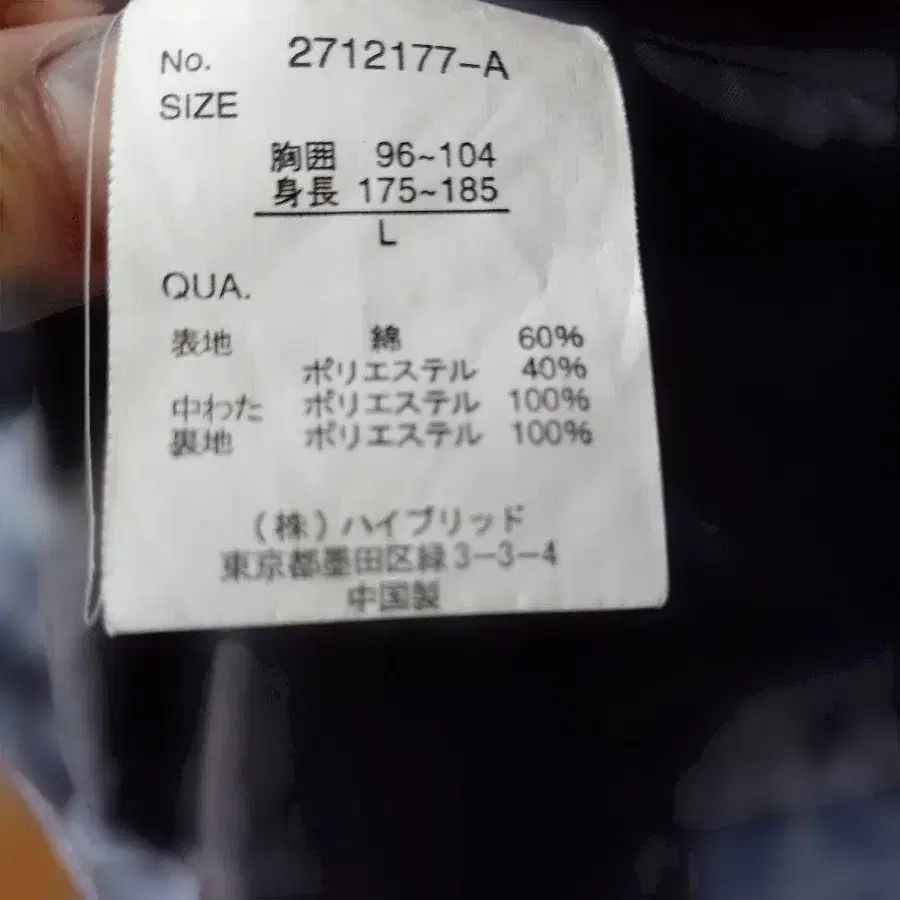 No. 2712177-A
SIZE
胸囲 96~104
身長 175~185
L
QUA.
表地 綿 60%
ポリエステル 40%
中わた ポリエステル 100%
裏地 ポリエステル 100%
(株)ハイブリッド
東京都墨田区緑3-3-4
中国製